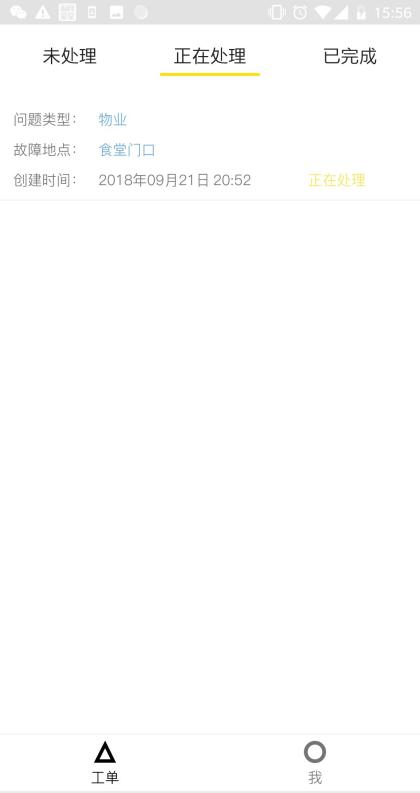 15:56
未处理 正在处理 已完成
问题类型： 物业
故障地点： 食堂门口
创建时间： 2018年09月21日 20:52 正在处理
工单 我